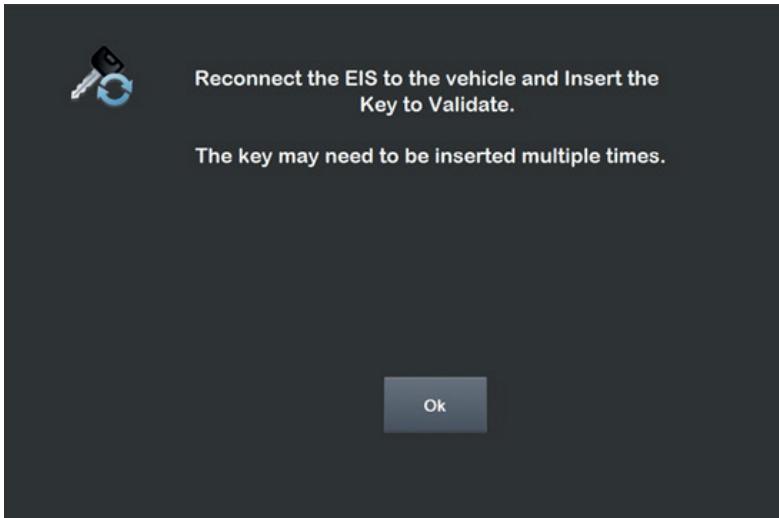 Reconnect the EIS to the vehicle and Insert the
Key to Validate.
The key may need to be inserted multiple times.
Ok